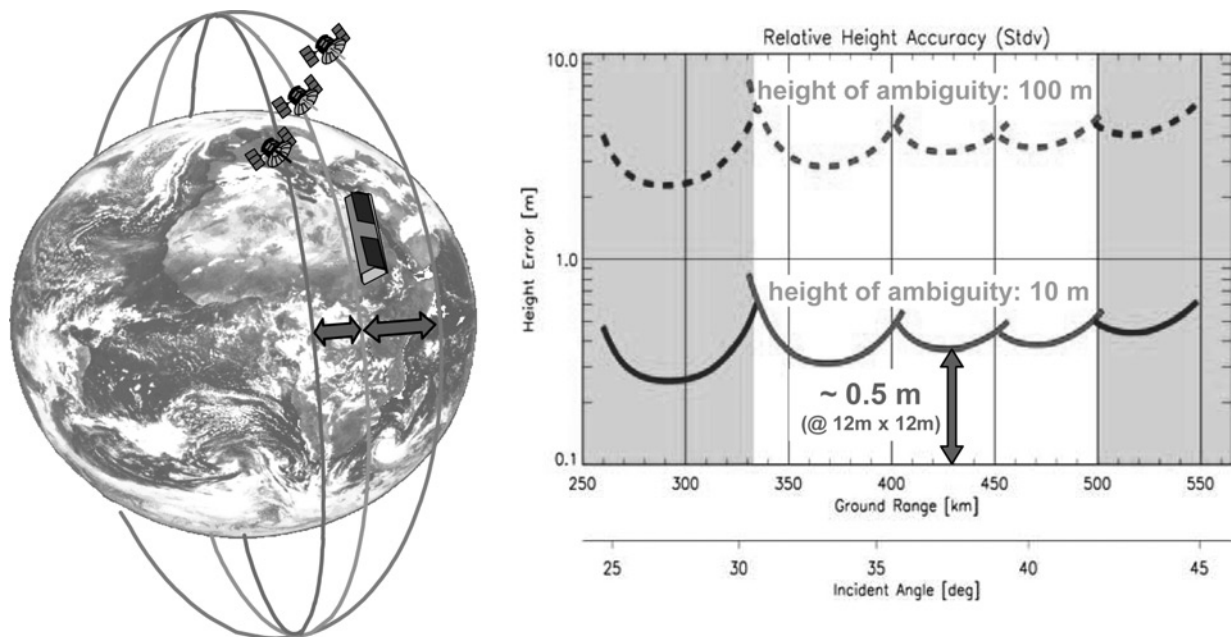 Relative Height Accuracy (Stdv)
10.0
height of ambiguity: 100 m
Height Error [m]
1.0
height of ambiguity: 10 m
~ 0.5 m
(@ 12m x 12m)
0.1
250 300 350 400 450 500 550
Ground Range [km]
25 30 35 40 45
Incident Angle [deg]